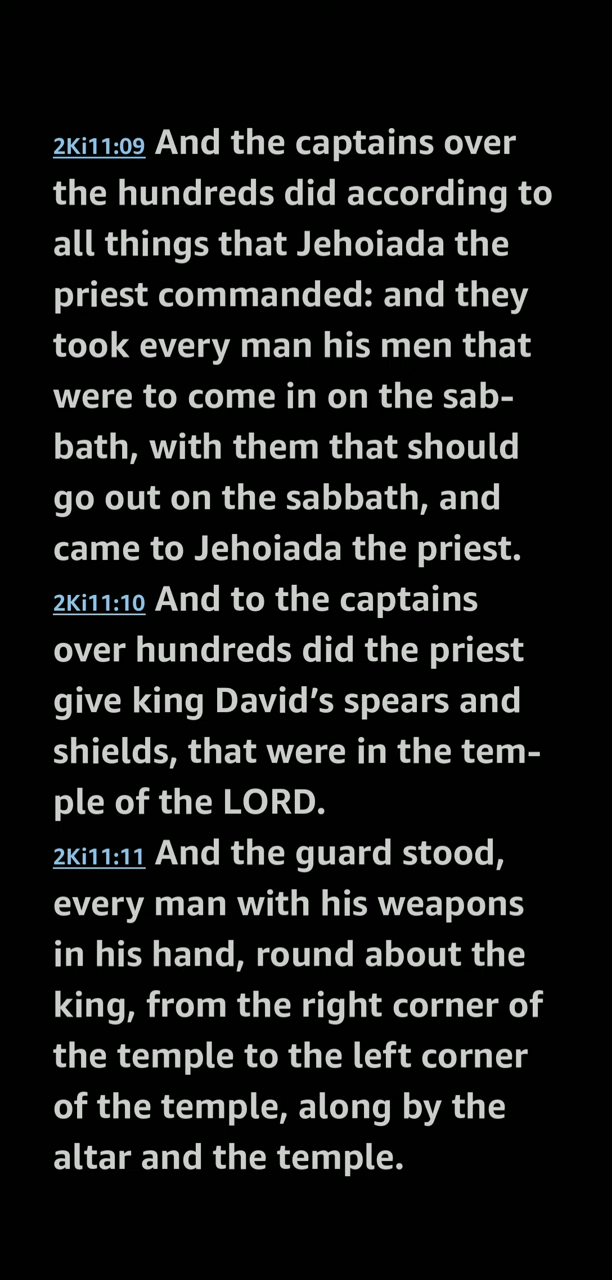 2Ki11:09 And the captains over
the hundreds did according to
all things that Jehoiada the
priest commanded: and they
took every man his men that
were to come in on the sab-
bath, with them that should
go out on the sabbath, and
came to Jehoiada the priest.
2Ki11:10 And to the captains
over hundreds did the priest
give king David’s spears and
shields, that were in the tem-
ple of the LORD.
2Ki11:11 And the guard stood,
every man with his weapons
in his hand, round about the
king, from the right corner of
the temple to the left corner
of the temple, along by the
altar and the temple.